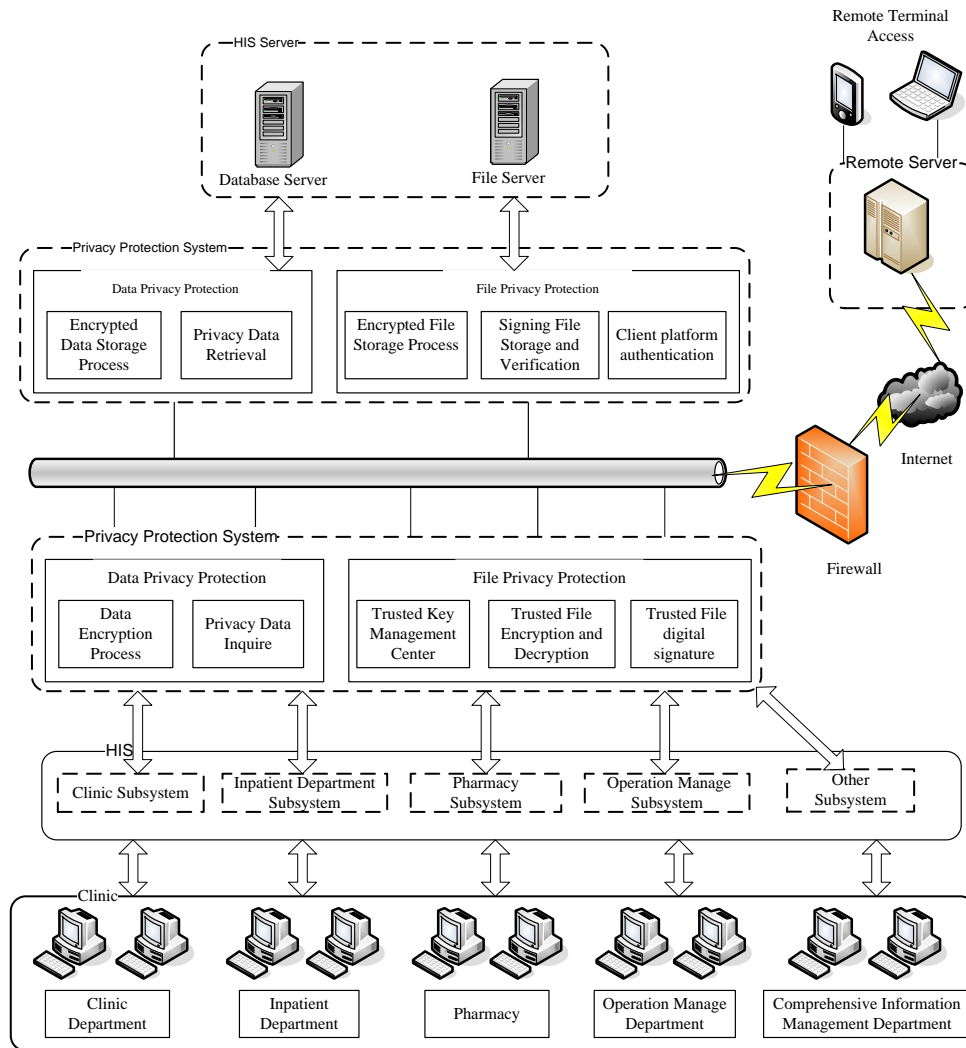 HIS Server
Database Server
File Server
Remote Terminal
Access
Remote Server
Privacy Protection System
Data Privacy Protection
Encrypted
Data Storage
Process
Privacy Data
Retrieval
File Privacy Protection
Encrypted File
Storage Process
Signing File
Storage and
Verification
Client platform
authentication
Internet
Firewall
Privacy Protection System
Data Privacy Protection
Data
Encryption
Process
Privacy Data
Inquire
File Privacy Protection
Trusted Key
Management
Center
Trusted File
Encryption and
Decryption
Trusted File
digital
signature
HIS
Clinic Subsystem
Inpatient Department
Subsystem
Pharmacy
Subsystem
Operation Manage
Subsystem
Other
Subsystem
Clinic
Clinic
Department
Inpatient
Department
Pharmacy
Operation Manage
Department
Comprehensive Information
Management Department